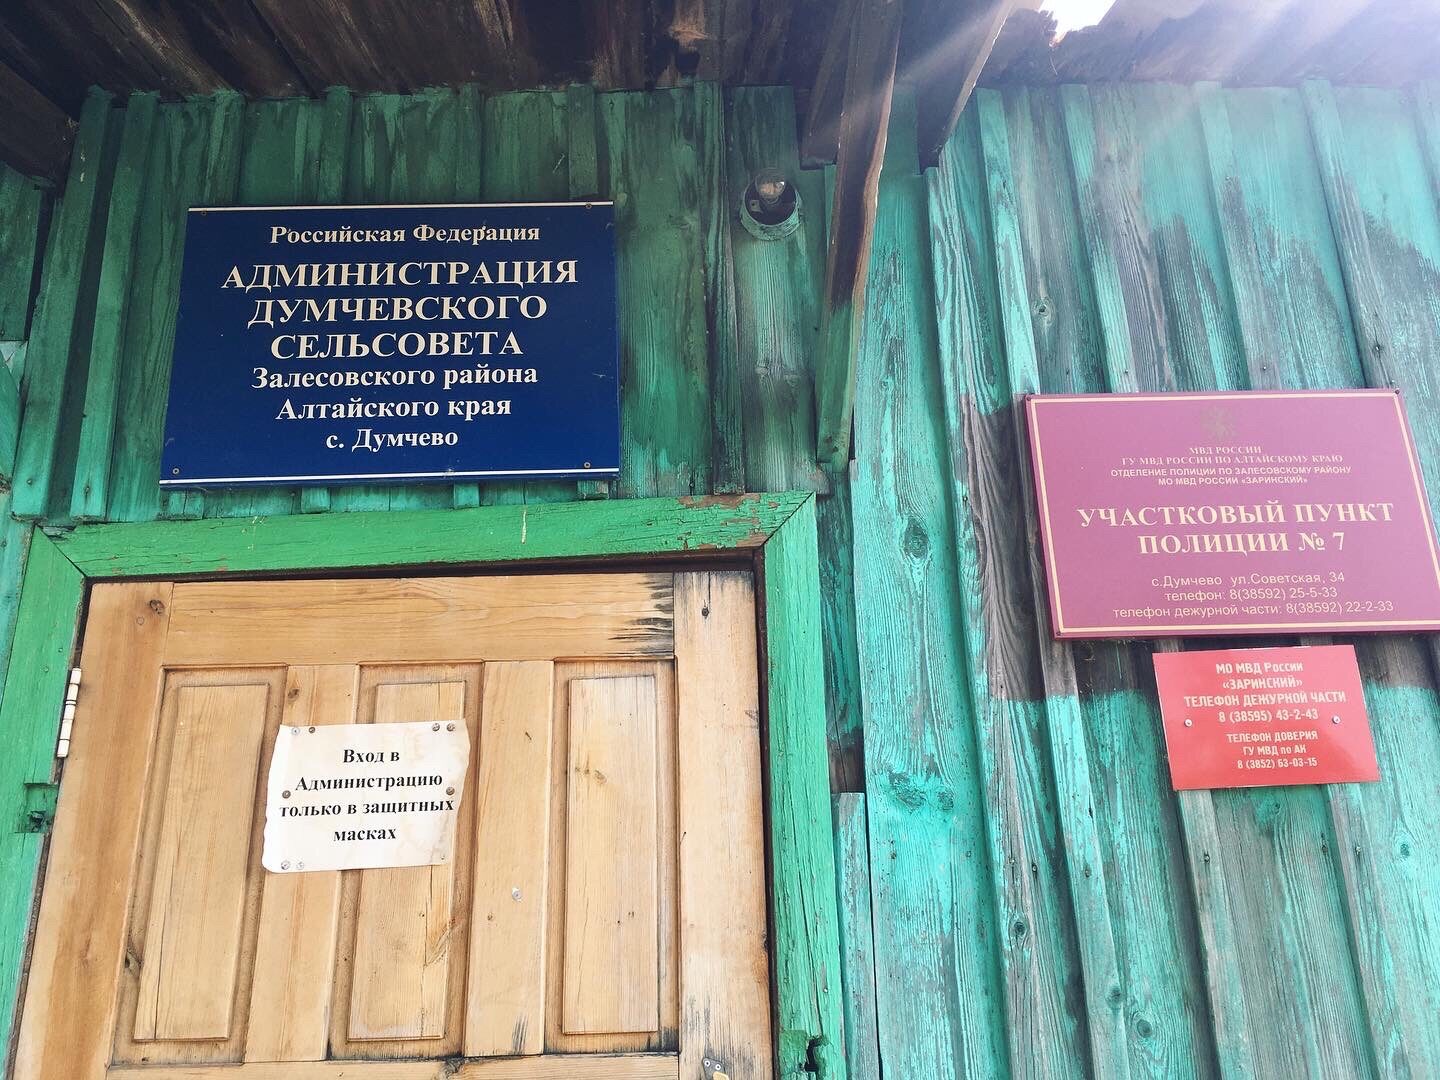 Российская Федерация
АДМИНИСТРАЦИЯ
ДУМЧЕВСКОГО
СЕЛЬСОВЕТА
Залесовского района
Алтайского края
с. Думчево
МВД РОССИИ
ГУ МВД РОССИИ ПО АЛТАЙСКОМУ КРАЮ
ОТДЕЛЕНИЕ ПОЛИЦИИ ПО ЗАЛЕСОВСКОМУ РАЙОНУ
МО МВД РОССИИ «ЗАРИНСКИЙ»
УЧАСТКОВЫЙ ПУНКТ
ПОЛИЦИИ № 7
с.Думчево ул.Советская, 34
телефон: 8(38592) 25-5-33
телефон дежурной части: 8(38592) 22-2-33
МО МВД России
«ЗАРИНСКИЙ»
ТЕЛЕФОН ДЕЖУРНОЙ ЧАСТИ
8 (38595) 43-2-43
ТЕЛЕФОН ДОВЕРИЯ
ГУ МВД по АК
8 (3852) 63-03-15
Вход в
Администрацию
только в защитных
масках